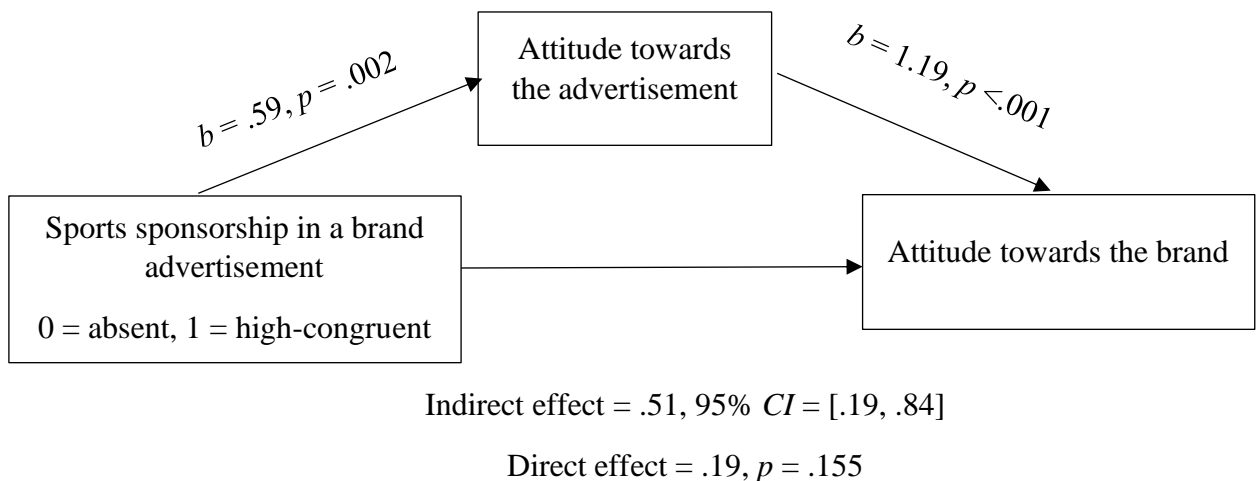 b = .59, p = .002
Attitude towards
the advertisement
b = 1.19, p <.001
Sports sponsorship in a brand
advertisement
0 = absent, 1 = high-congruent
Attitude towards the brand
Indirect effect = .51, 95% CI = [.19, .84]
Direct effect = .19, p = .155